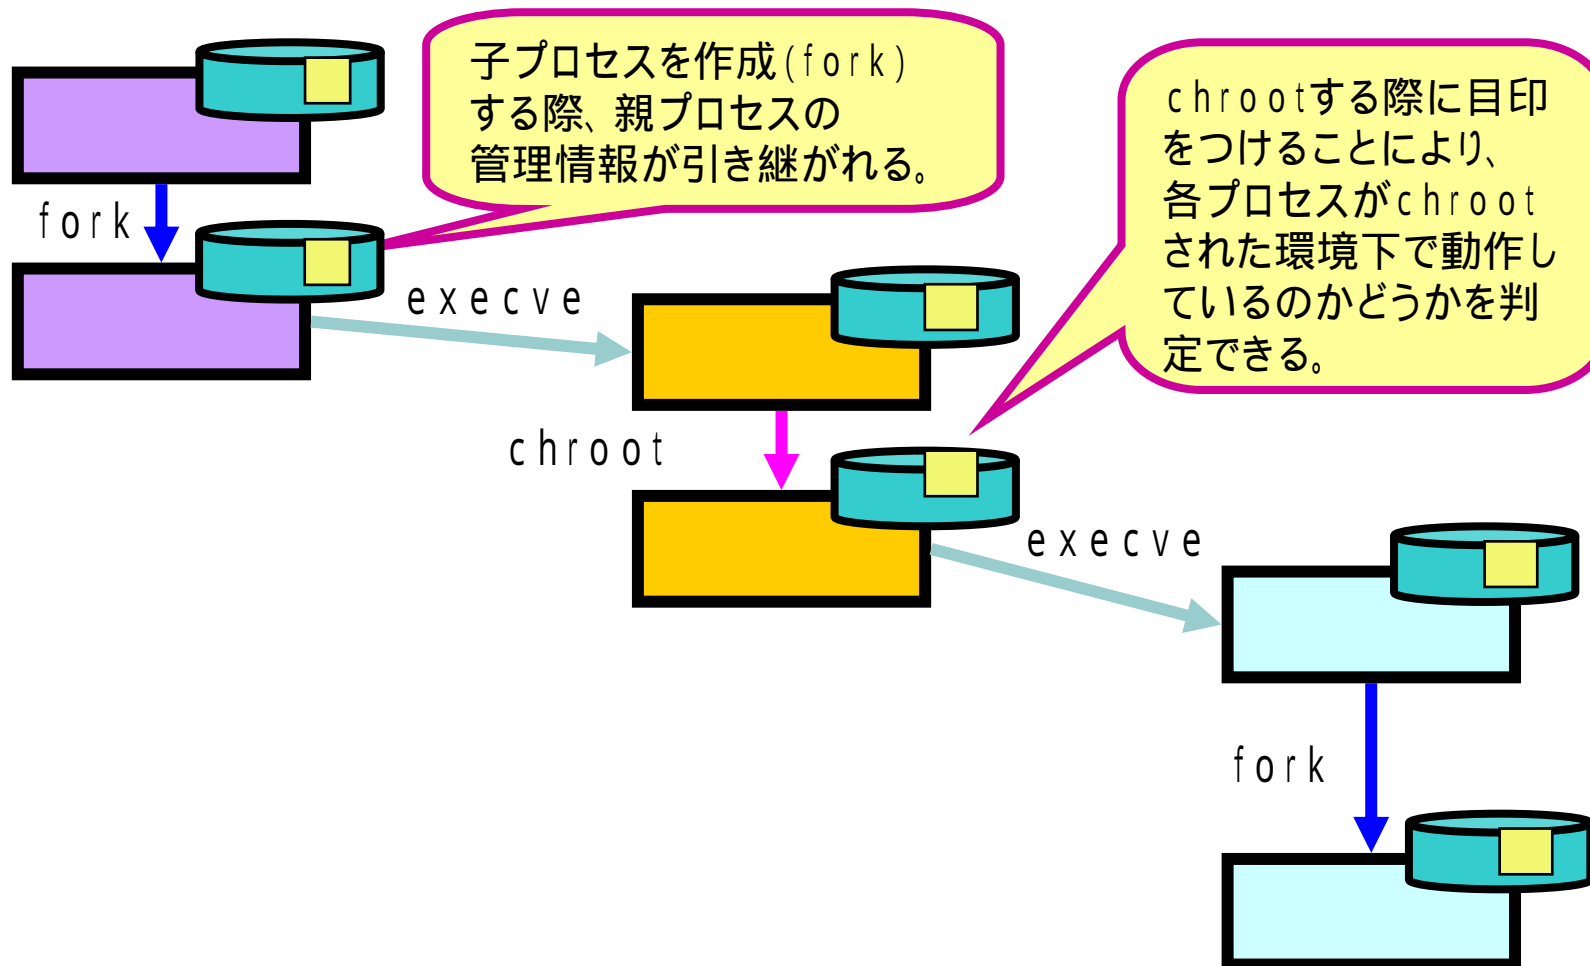 子プロセスを作成(fork)
する際、親プロセスの
管理情報が引き継がれる。
chrootする際に目印
をつけることにより、
各プロセスがchroot
された環境下で動作し
ているのかどうかを判
定できる。
fork
execve
chroot
execve
fork